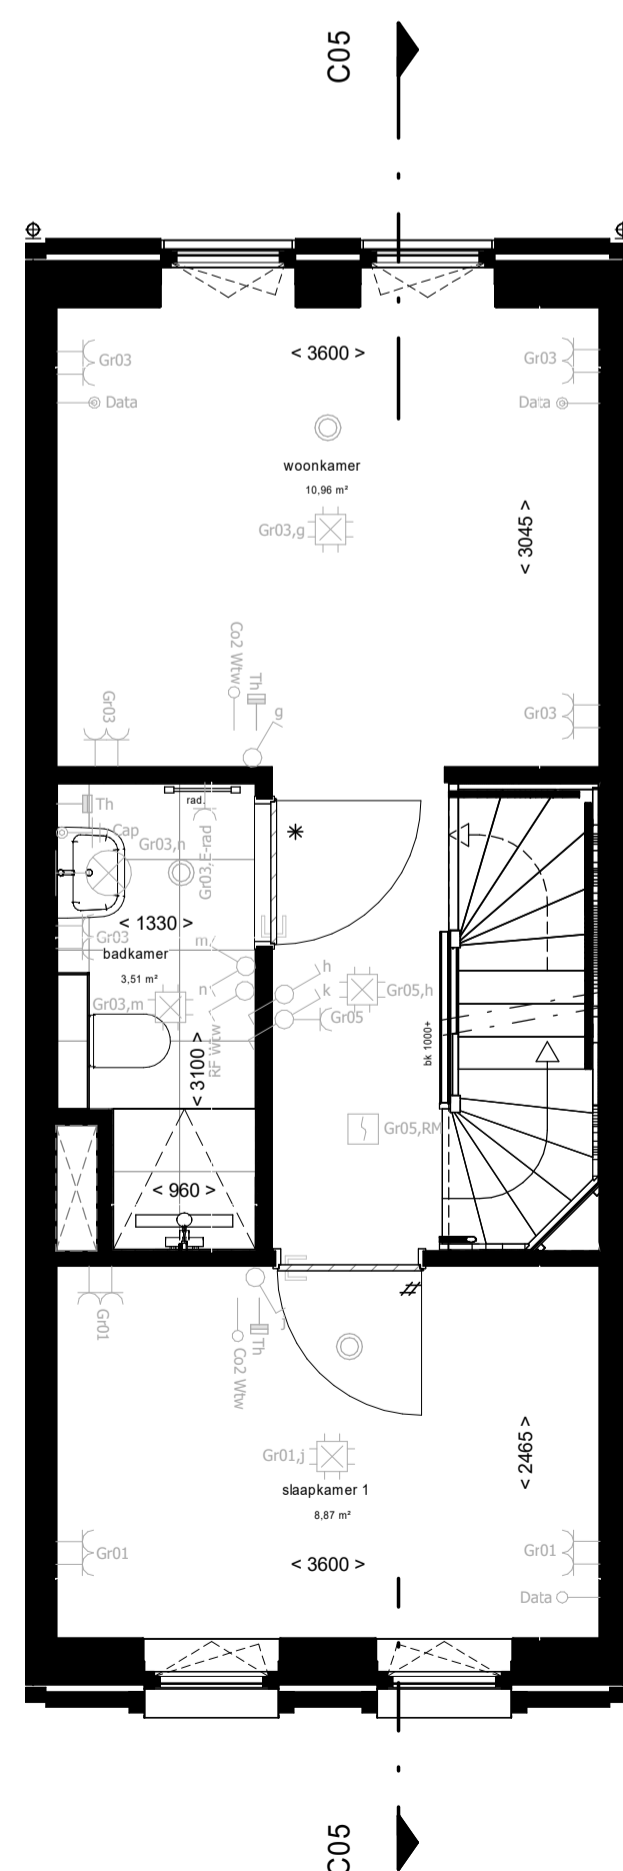 C05
< 3600 >
Gr03
Gr03
Data
Data
woonkamer
10,96 m²
Gr03,g
< 3045 >
Co2 Wtw
Th
g
Gr03
Gr03
rad.
Th
Cap
Gr03,n
Gr03,E-rad
< 1330 >
Gr03
badkamer
3,51 m²
m
h
n
k
Gr03,m
Gr05,h
Gr05
RF Wtw
< 3100 >
bk 1000+
Gr05,RM
< 960 >
Gr01
j
Th
Co2 Wtw
Gr01,j
slaapkamer 1
8,87 m²
< 2465 >
Gr01
Gr01
< 3600 >
Data
C05